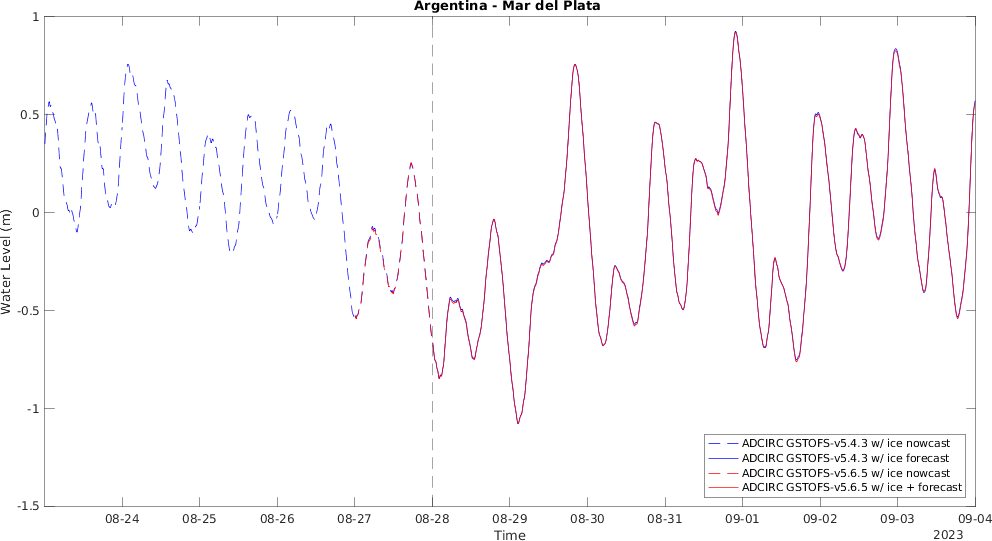 Argentina - Mar del Plata
Water Level (m)
1
0.5
0
-0.5
-1
-1.5
08-24 08-25 08-26 08-27 08-28 08-29 08-30 08-31 09-01 09-02 09-03 09-04
Time
2023
ADCIRC GSTOFS-v5.4.3 w/ ice nowcast
ADCIRC GSTOFS-v5.4.3 w/ ice forecast
ADCIRC GSTOFS-v5.6.5 w/ ice nowcast
ADCIRC GSTOFS-v5.6.5 w/ ice + forecast